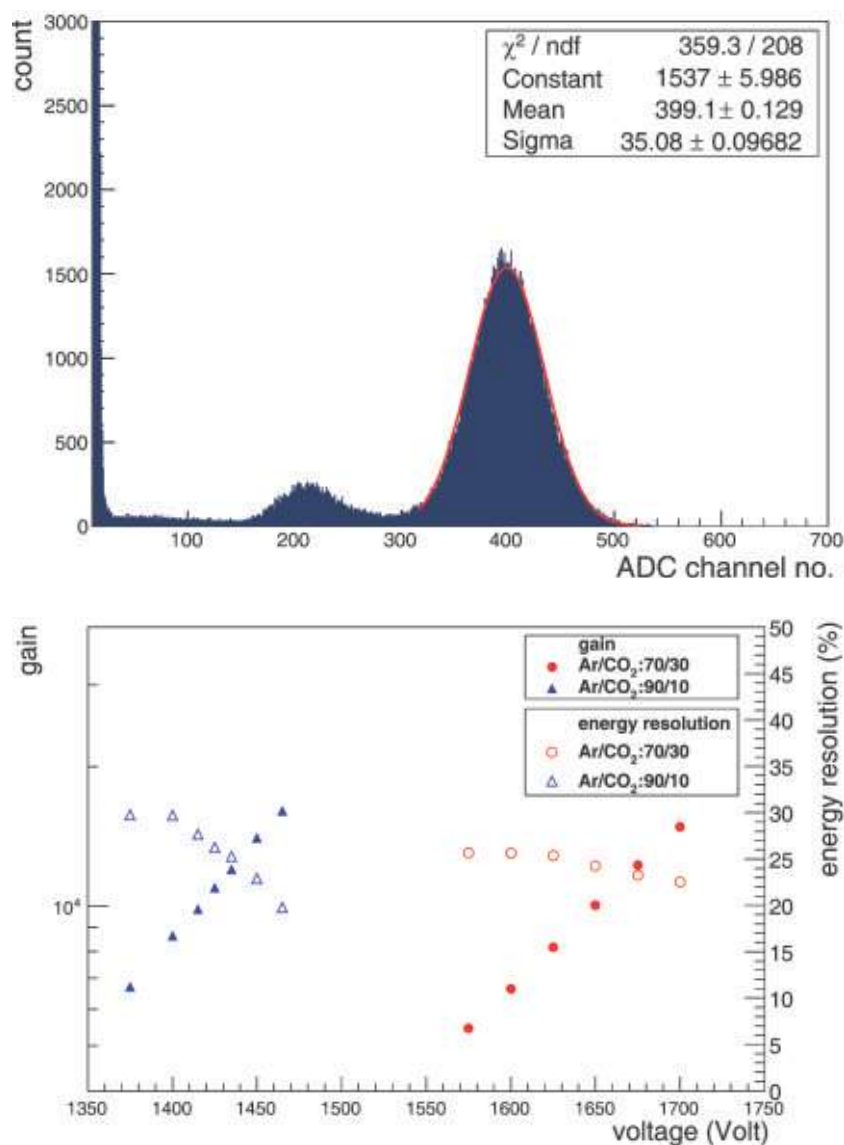 count
3000
2500
2000
1500
1000
500
0
χ² / ndf 359.3 / 208
Constant 1537 ± 5.986
Mean 399.1 ± 0.129
Sigma 35.08 ± 0.09682
100 200 300 400 500 600 700
ADC channel no.
gain
10⁴
gain
Ar/CO₂:70/30
Ar/CO₂:90/10
energy resolution
Ar/CO₂:70/30
Ar/CO₂:90/10
50
45
40
35
30
25
20
15
10
5
0
energy resolution (%)
1350 1400 1450 1500 1550 1600 1650 1700 1750
voltage (Volt)